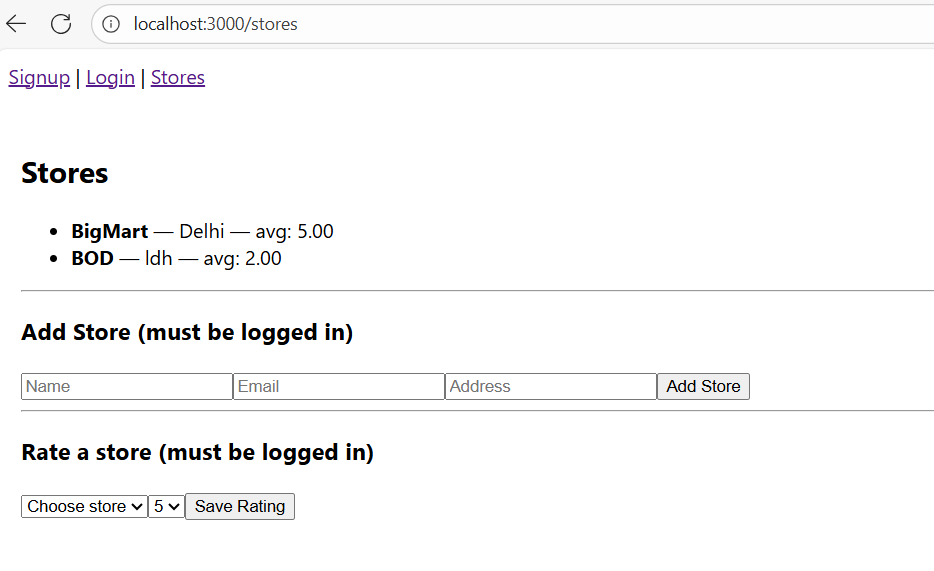 localhost:3000/stores
Signup | Login | Stores
Stores
• BigMart — Delhi — avg: 5.00
• BOD — ldh — avg: 2.00
Add Store (must be logged in)
Name Email Address Add Store
Rate a store (must be logged in)
Choose store 5 Save Rating